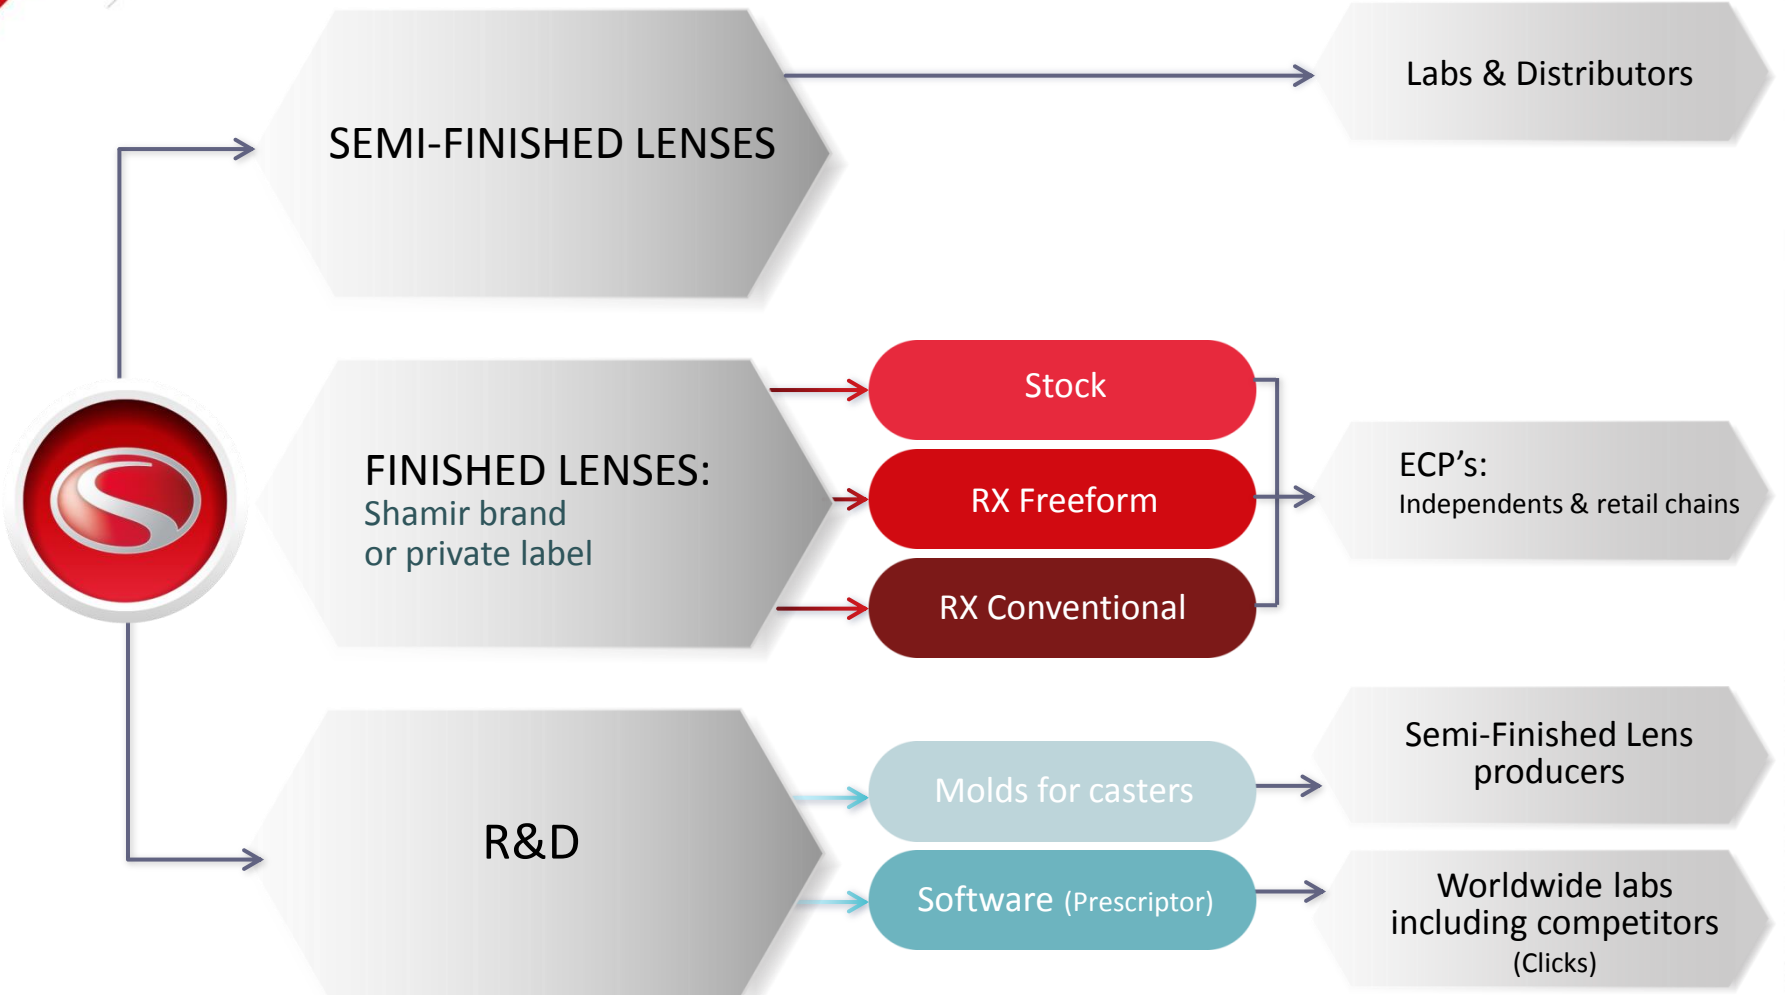 SEMI-FINISHED LENSES
Labs & Distributors
FINISHED LENSES:
Shamir brand
or private label
Stock
RX Freeform
RX Conventional
ECP’s:
Independents & retail chains
R&D
Molds for casters
Software (Prescriptor)
Semi-Finished Lens
producers
Worldwide labs
including competitors
(Clicks)